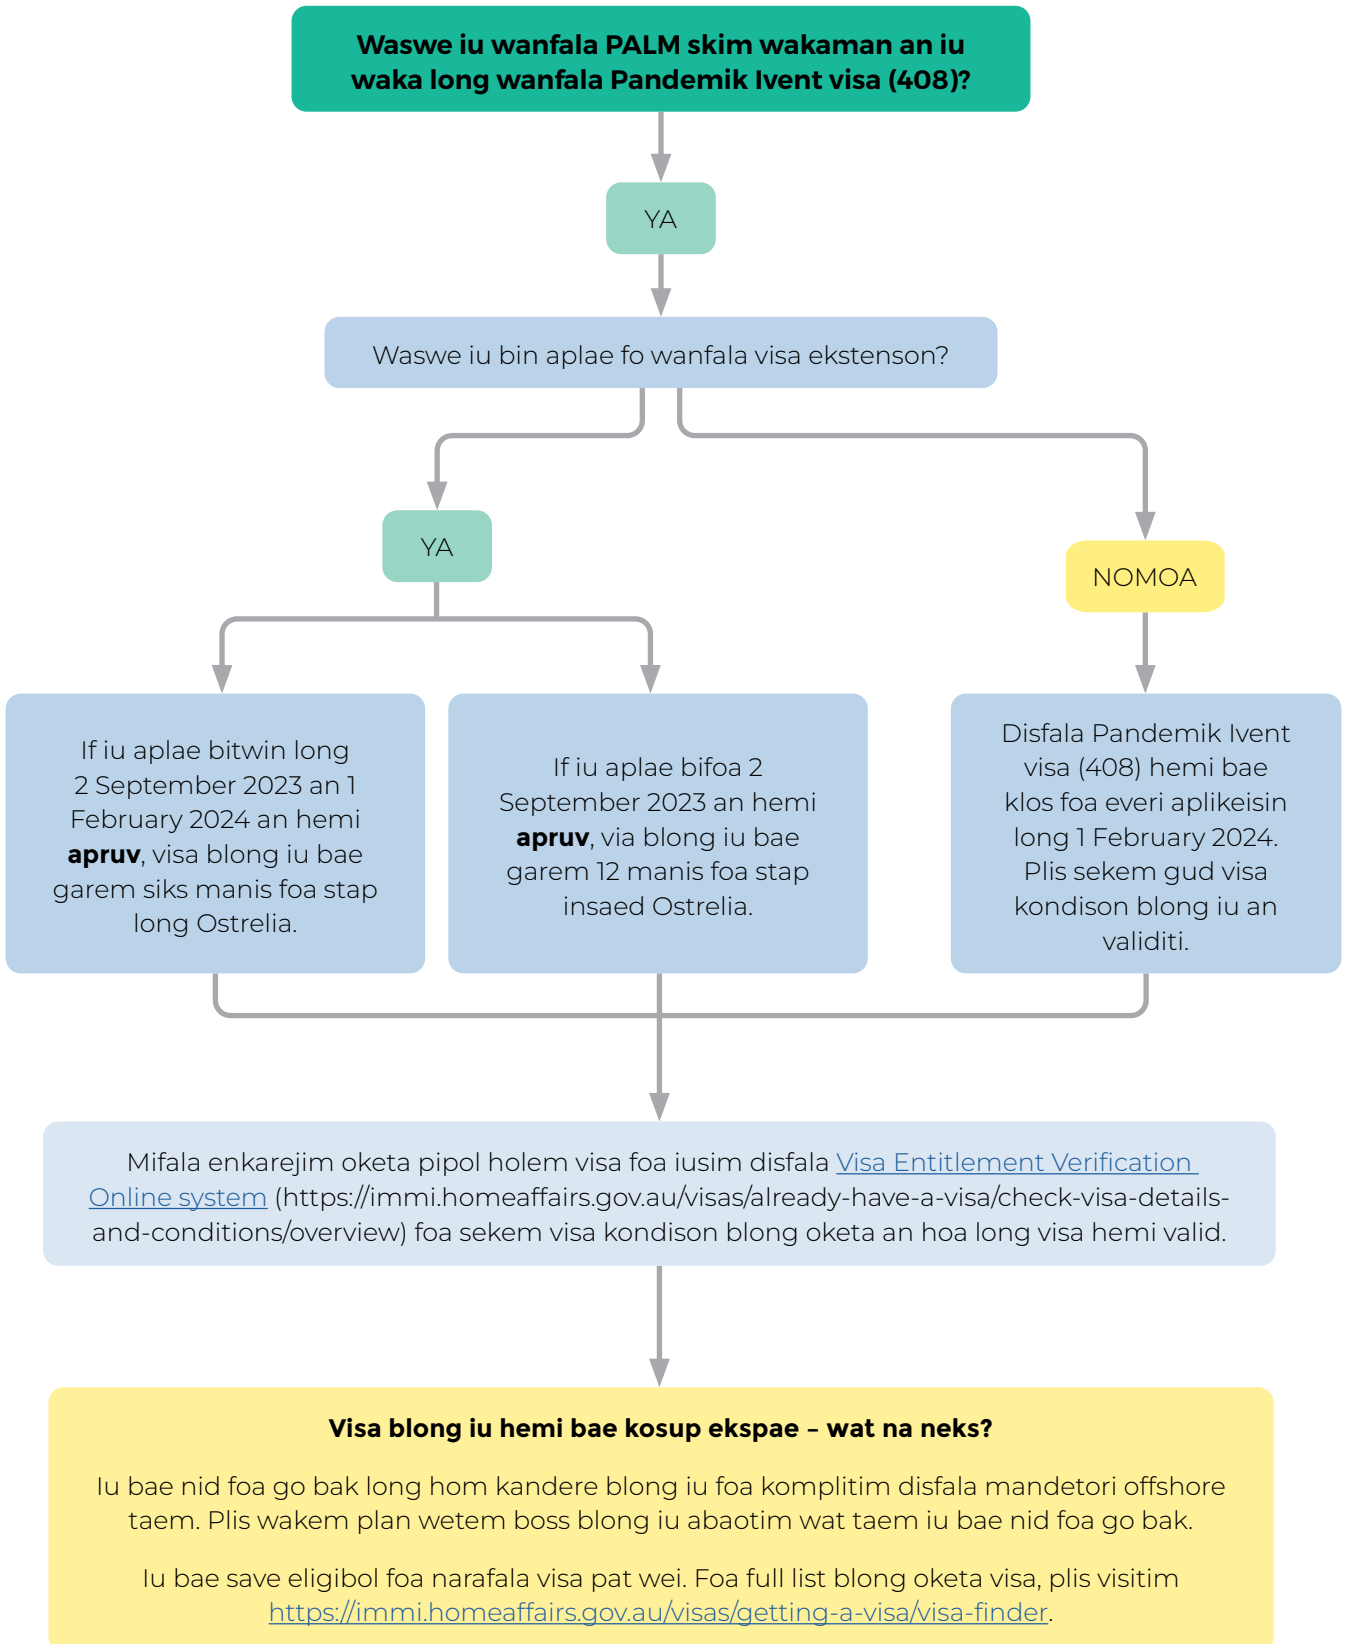 Waswe iu wanfala PALM skim wakaman an iu
waka long wanfala Pandemik Ivent visa (408)?
YA
Waswe iu bin aplae fo wanfala visa ekstenson?
YA
NOMOA
If iu aplae bitwin long
2 September 2023 an 1
February 2024 an hemi
apruv, visa blong iu bae
garem siks manis foa stap
long Ostrelia.
If iu aplae bifoa 2
September 2023 an hemi
apruv, via blong iu bae
garem 12 manis foa stap
insaed Ostrelia.
Disfala Pandemik Ivent
visa (408) hemi bae
klos foa everi aplikeisin
long 1 February 2024.
Plis sekem gud visa
kondison blong iu an
validiti.
Mifala enkarejim oketa pipol holem visa foa iusim disfala Visa Entitlement Verification
Online system (https://immi.homeaffairs.gov.au/visas/already-have-a-visa/check-visa-details-
and-conditions/overview) foa sekem visa kondison blong oketa an hoa long visa hemi valid.
Visa blong iu hemi bae kosup ekspae – wat na neks?
Iu bae nid foa go bak long hom kandere blong iu foa komplitim disfala mandetori offshore
taem. Plis wakem plan wetem boss blong iu abaotim wat taem iu bae nid foa go bak.
Iu bae save eligibol foa narafala visa pat wei. Foa full list blong oketa visa, plis visitim
https://immi.homeaffairs.gov.au/visas/getting-a-visa/visa-finder.